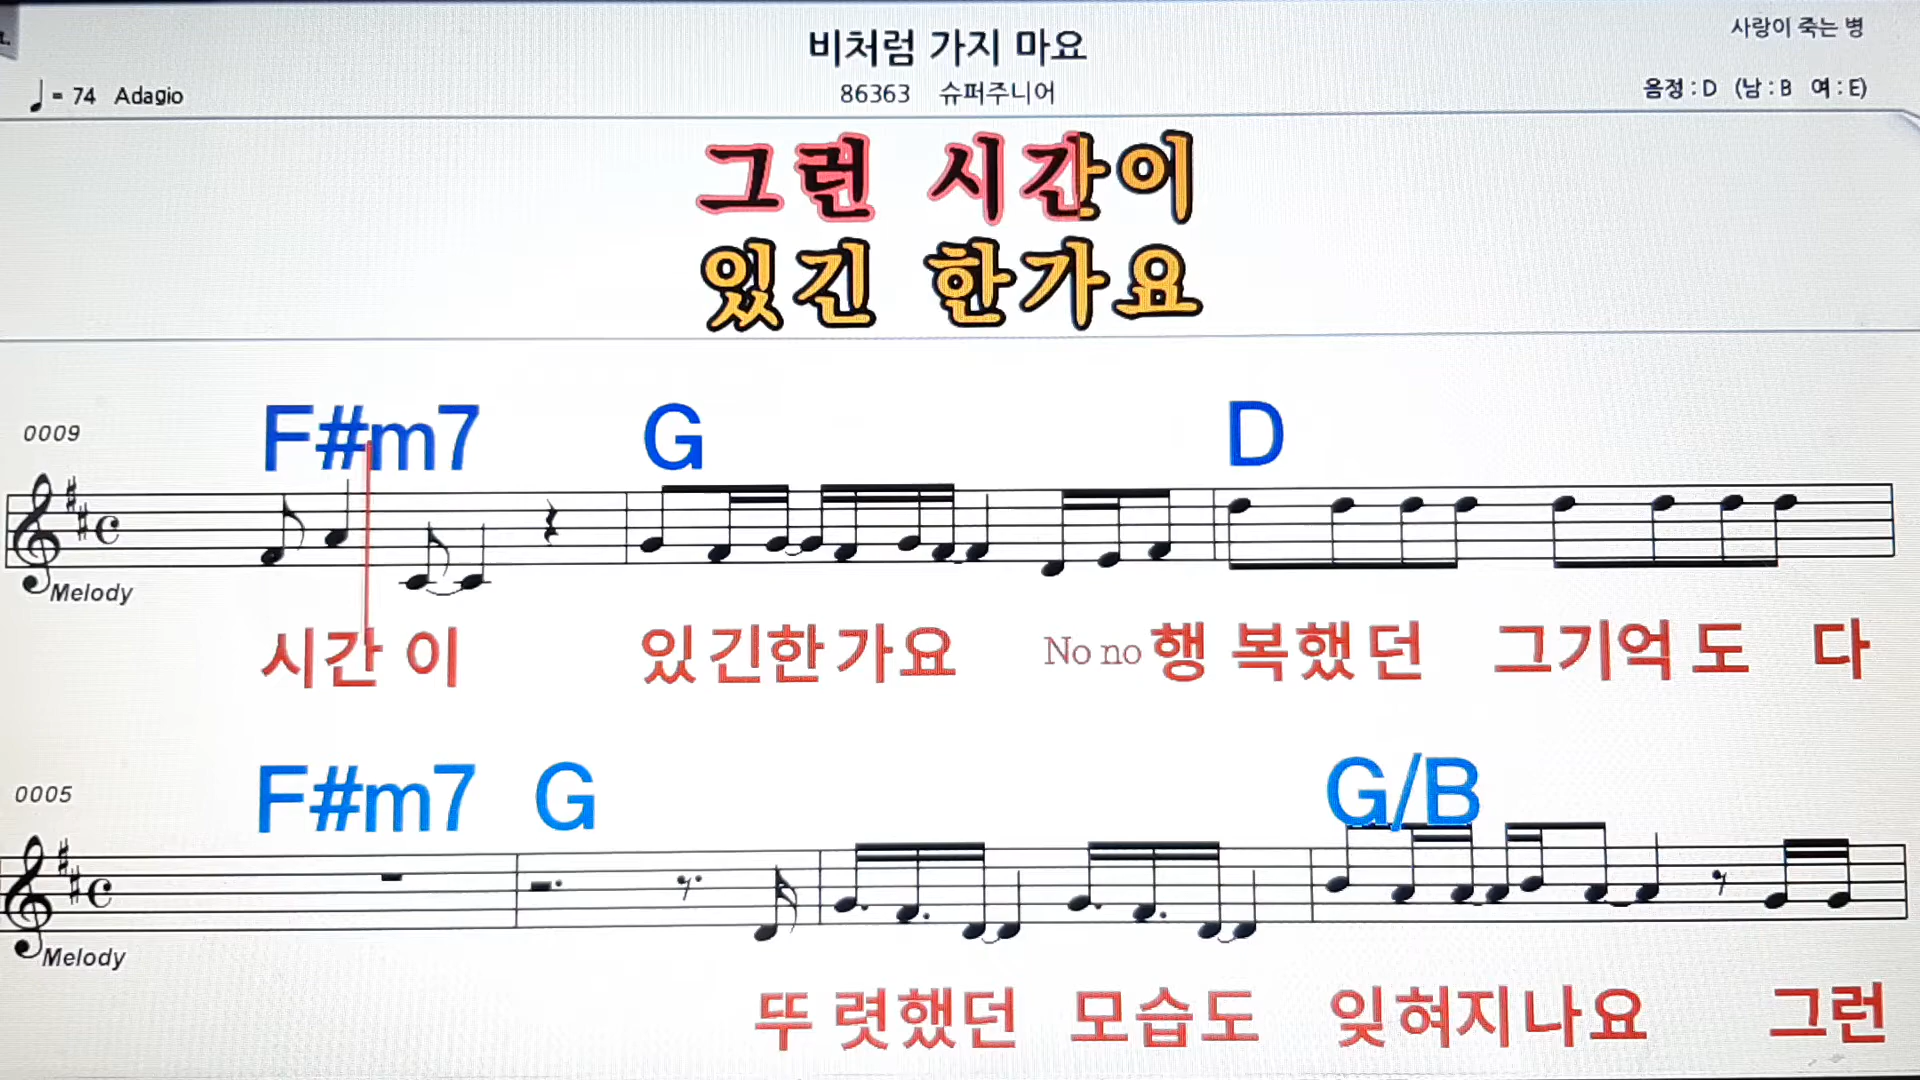 사랑이 죽는 병
비처럼 가지 마요
= 74 Adagio
86363 슈퍼주니어
음정 : D (남 : B 여 : E)
그런 시간이
있긴 한가요
0009
F#m7 G D
Melody
시간이 있긴한가요 No no 행복했던 그기억도 다
0005
F#m7 G G/B
Melody
뚜렷했던 모습도 잊혀지나요 그런